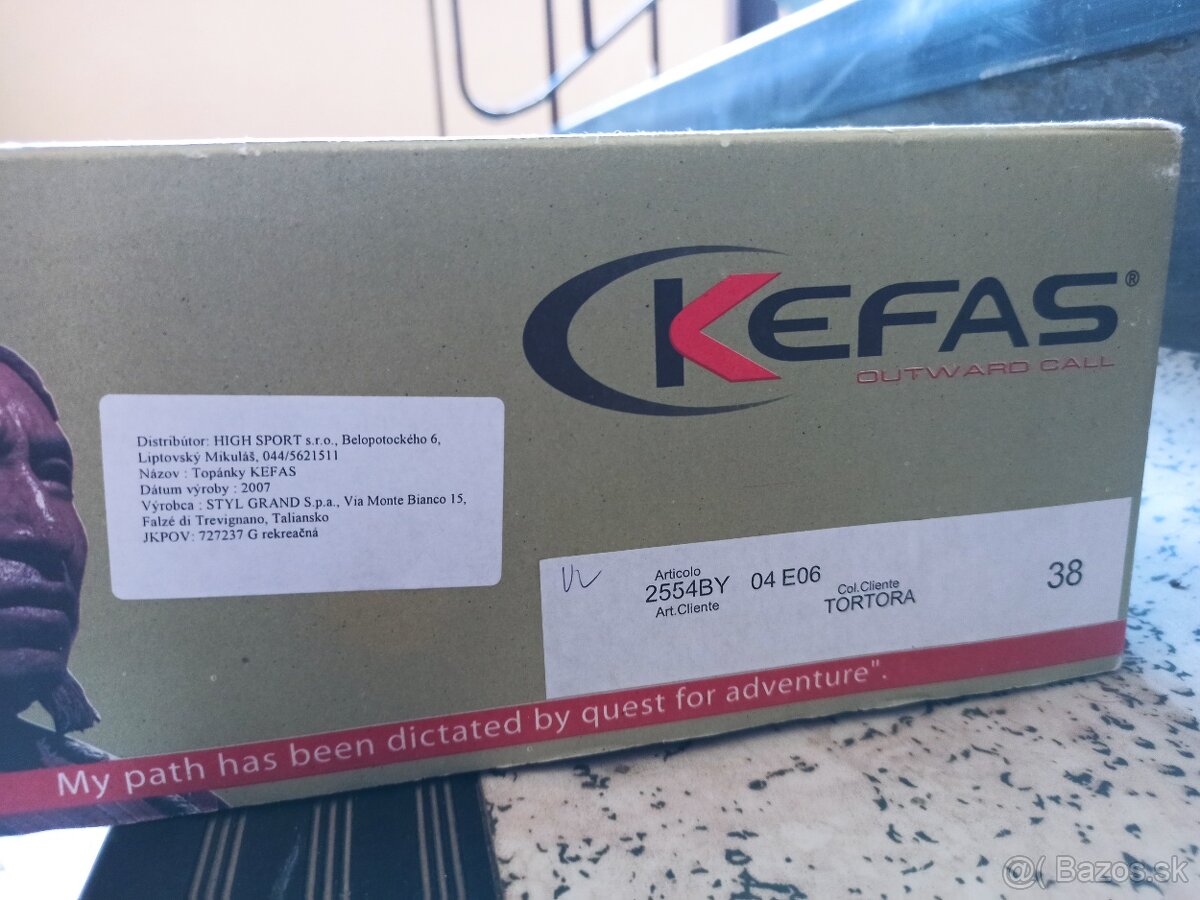 KEFAS®
OUTWARD CALL
Distribútor: HIGH SPORT s.r.o., Belopotockého 6,
Liptovský Mikuláš, 044/5621511
Názov : Topánky KEFAS
Dátum výroby : 2007
Výrobca : STYL GRAND S.p.a., Via Monte Bianco 15,
Falzé di Trevignano, Taliansko
JKPOV: 727237 G rekreačná
Articolo
2554BY 04 E06
Art.Cliente
Col.Cliente
TORTORA
38
My path has been dictated by quest for adventure".
@( Bazos.sk